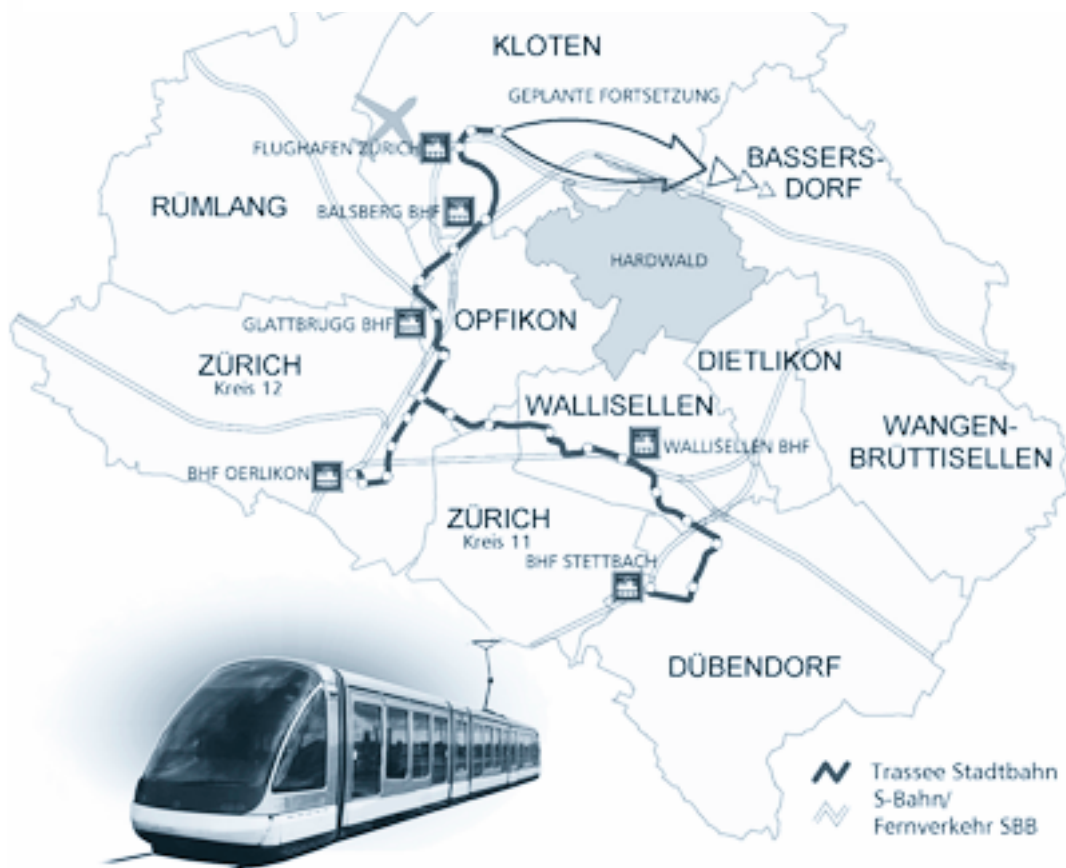 KLOTEN
GEPLANTE FORTSETZUNG
FLUGHAFEN ZÜRICH
BASSERS-
DORF
RÜMLANG
BALSBERG BHF
HARDWALD
GLATTBRUGG BHF
OPFIKON
ZÜRICH
Kreis 12
DIETLIKON
WALLISELLEN
WANGEN-
BRÜTTISELLEN
WALLISELLEN BHF
BHF OERLIKON
ZÜRICH
Kreis 11
BHF STETTBACH
DÜBENDORF
Trassee Stadtbahn
S-Bahn/
Fernverkehr SBB